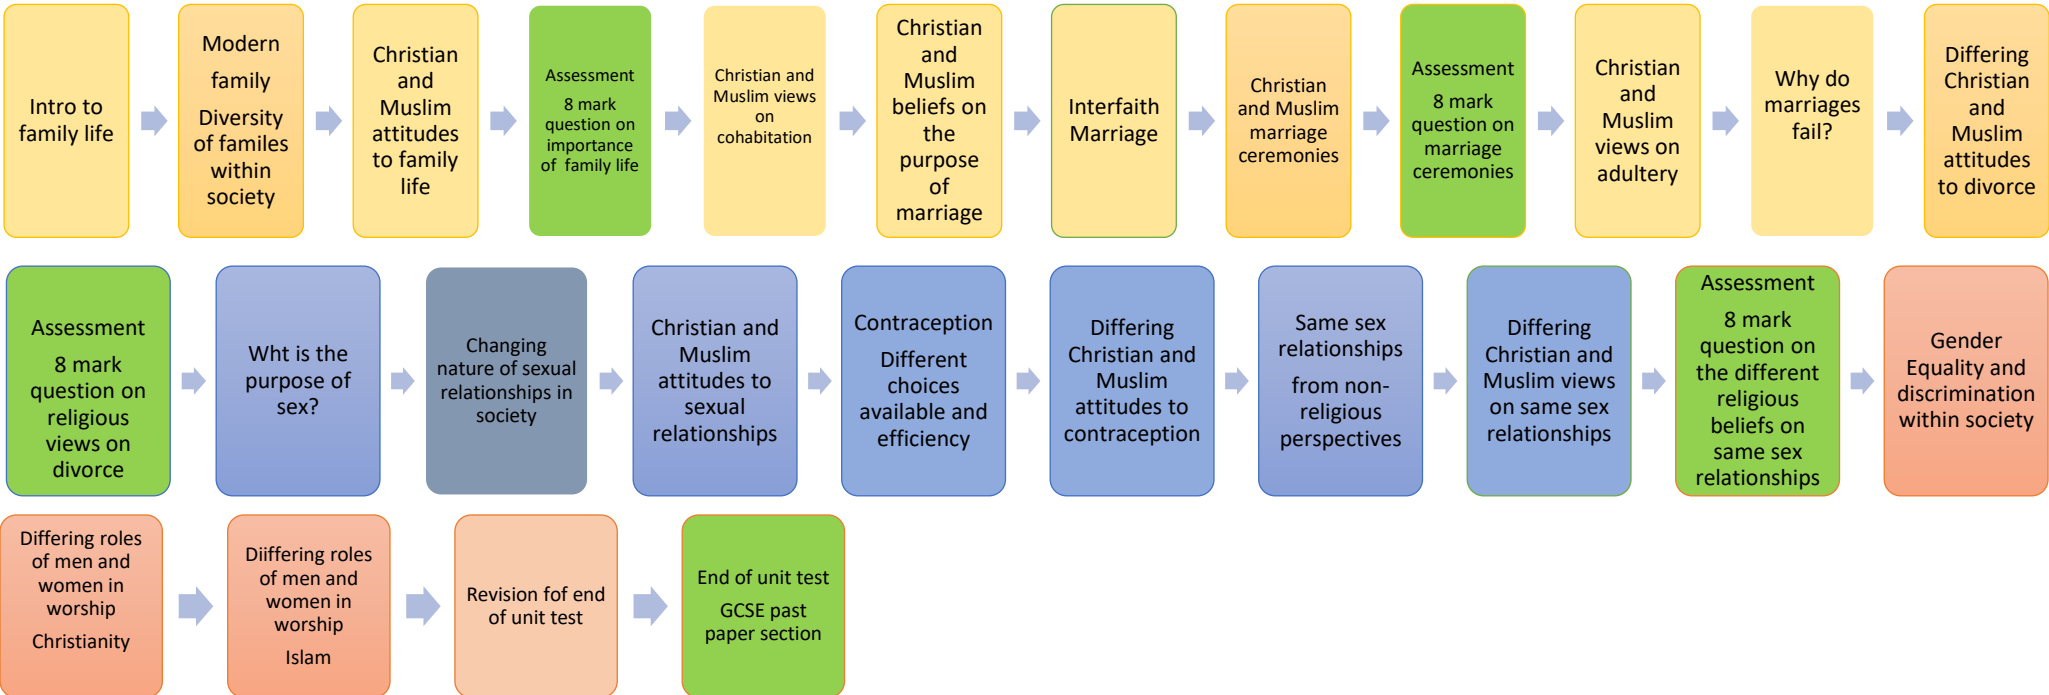 Intro to
family life
Modern
family
Diversity
of familes
within
society
Christian
and
Muslim
attitudes
to family
life
Assessment
8 mark
question on
importance
of family life
Christian and
Muslim views
on
cohabitation
Christian
and
Muslim
beliefs on
the
purpose
of
marriage
Interfaith
Marriage
Christian
and Muslim
marriage
ceremonies
Assessment
8 mark
question on
marriage
ceremonies
Christian
and
Muslim
views on
adultery
Why do
marriages
fail?
Differing
Christian
and
Muslim
attitudes
to divorce
Assessment
8 mark
question on
religious
views on
divorce
Wht is the
purpose of
sex?
Changing
nature of sexual
relationships in
society
Christian and
Muslim
attitudes to
sexual
relationships
Contraception
Different
choices
available and
efficiency
Differing
Christian and
Muslim
attitudes to
contraception
Same sex
relationships
from non-
religious
perspectives
Differing
Christian and
Muslim views
on same sex
relationships
Assessment
8 mark
question on
the different
religious
beliefs on
same sex
relationships
Gender
Equality and
discrimination
within society
Differing roles
of men and
women in
worship
Christianity
Diiffering roles
of men and
women in
worship
Islam
Revision fof end
of unit test
End of unit test
GCSE past
paper section